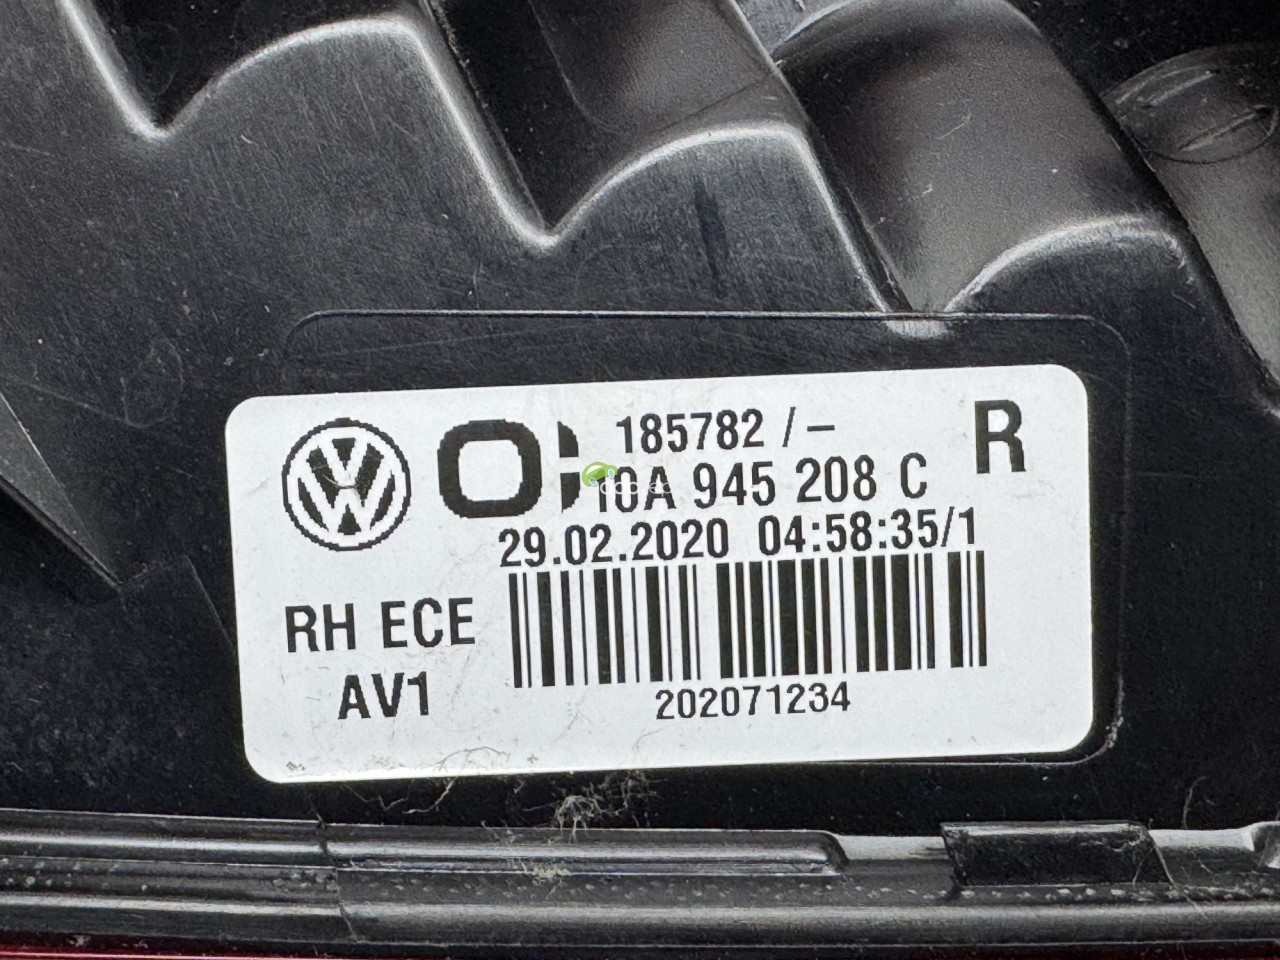 185782 / – R
10A 945 208 C
29.02.2020 04:58:35/1
RH ECE
AV1
202071234